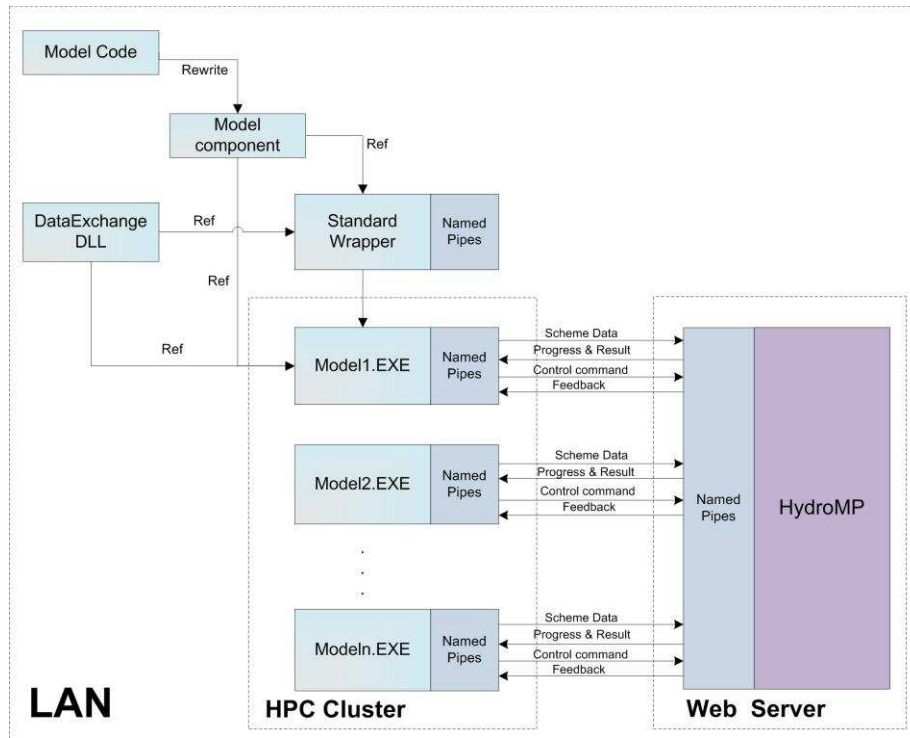 Model Code
Rewrite
Model
component
Ref
DataExchange
DLL
Ref
Standard
Wrapper
Named
Pipes
Ref
Ref
Model1.EXE
Named
Pipes
Scheme Data
Progress & Result
Control command
Feedback
Model2.EXE
Named
Pipes
Scheme Data
Progress & Result
Control command
Feedback
.
.
.
Modeln.EXE
Named
Pipes
Scheme Data
Progress & Result
Control command
Feedback
Named
Pipes
HydroMP
LAN
HPC Cluster
Web Server